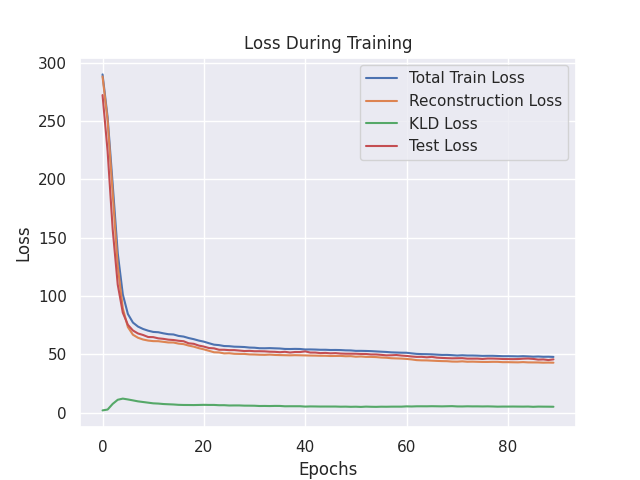 Loss During Training
300
250
200
150
100
50
0
Loss
Total Train Loss
Reconstruction Loss
KLD Loss
Test Loss
0 20 40 60 80
Epochs